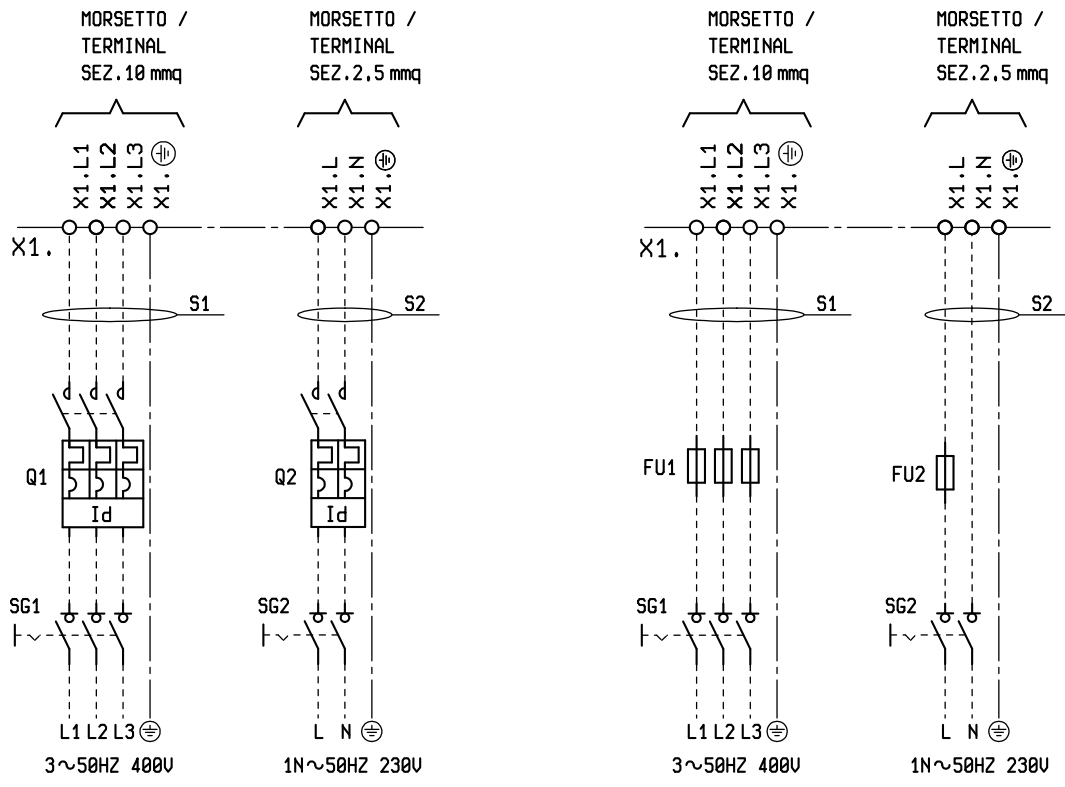 MORSETTO / TERMINAL SEZ.10 mmq
MORSETTO / TERMINAL SEZ.2,5 mmq
MORSETTO / TERMINAL SEZ.10 mmq
MORSETTO / TERMINAL SEZ.2,5 mmq
X1.L1
X1.L2
X1.L3
X1.
X1.L
X1.N
X1.
X1.L1
X1.L2
X1.L3
X1.
X1.L
X1.N
X1.
X1.
X1.
S1
S2
S1
S2
Q1
Id
Q2
Id
FU1
FU2
SG1
SG2
SG1
SG2
L1 L2 L3
L N
L1 L2 L3
L N
3~50HZ 400V
1N~50HZ 230V
3~50HZ 400V
1N~50HZ 230V